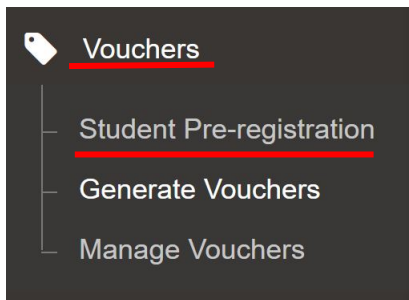 Vouchers
Student Pre-registration
Generate Vouchers
Manage Vouchers